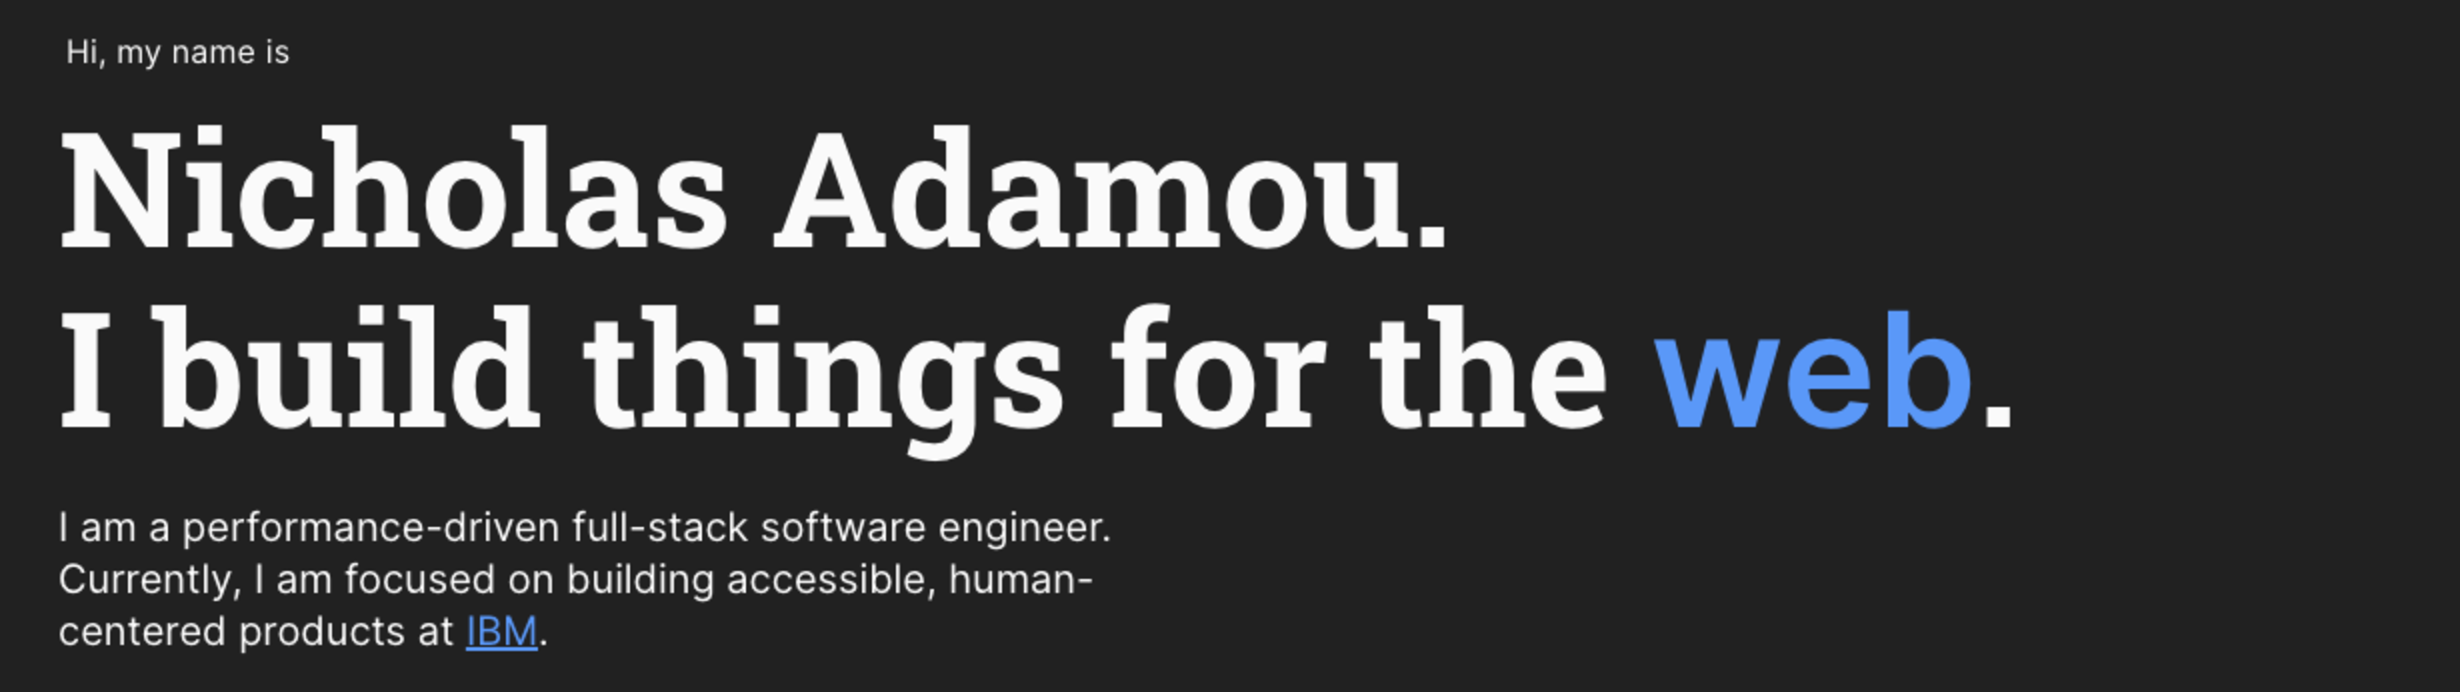 Hi, my name is
Nicholas Adamou.
I build things for the web.
I am a performance-driven full-stack software engineer.
Currently, I am focused on building accessible, human-
centered products at IBM.